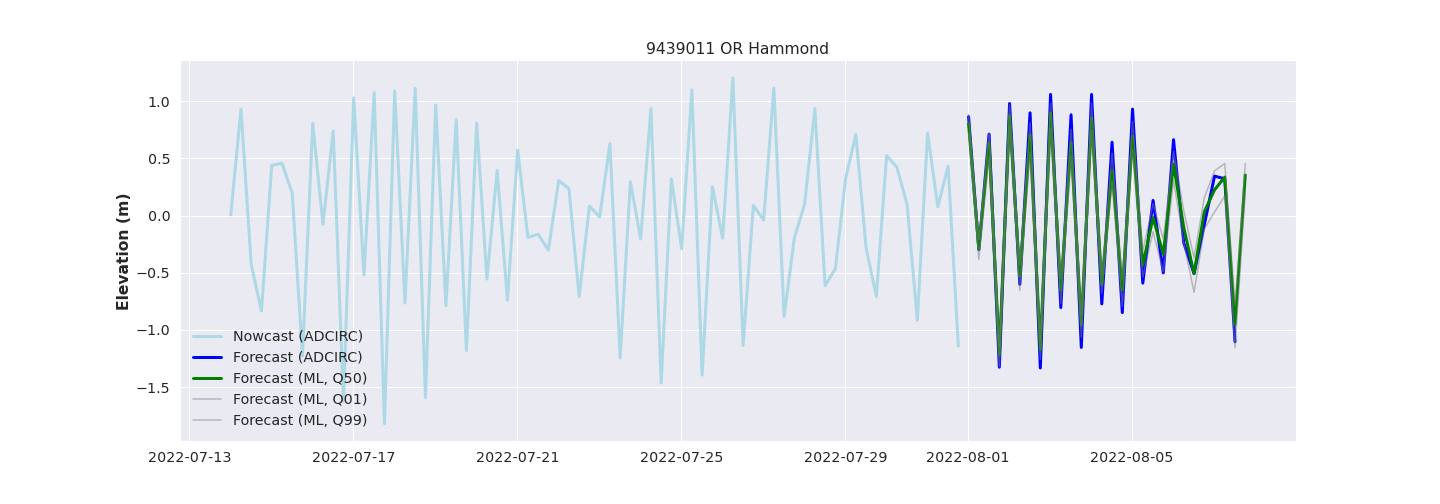 9439011 OR Hammond
Elevation (m)
1.0
0.5
0.0
−0.5
−1.0
−1.5
Nowcast (ADCIRC)
Forecast (ADCIRC)
Forecast (ML, Q50)
Forecast (ML, Q01)
Forecast (ML, Q99)
2022-07-13 2022-07-17 2022-07-21 2022-07-25 2022-07-29 2022-08-01 2022-08-05